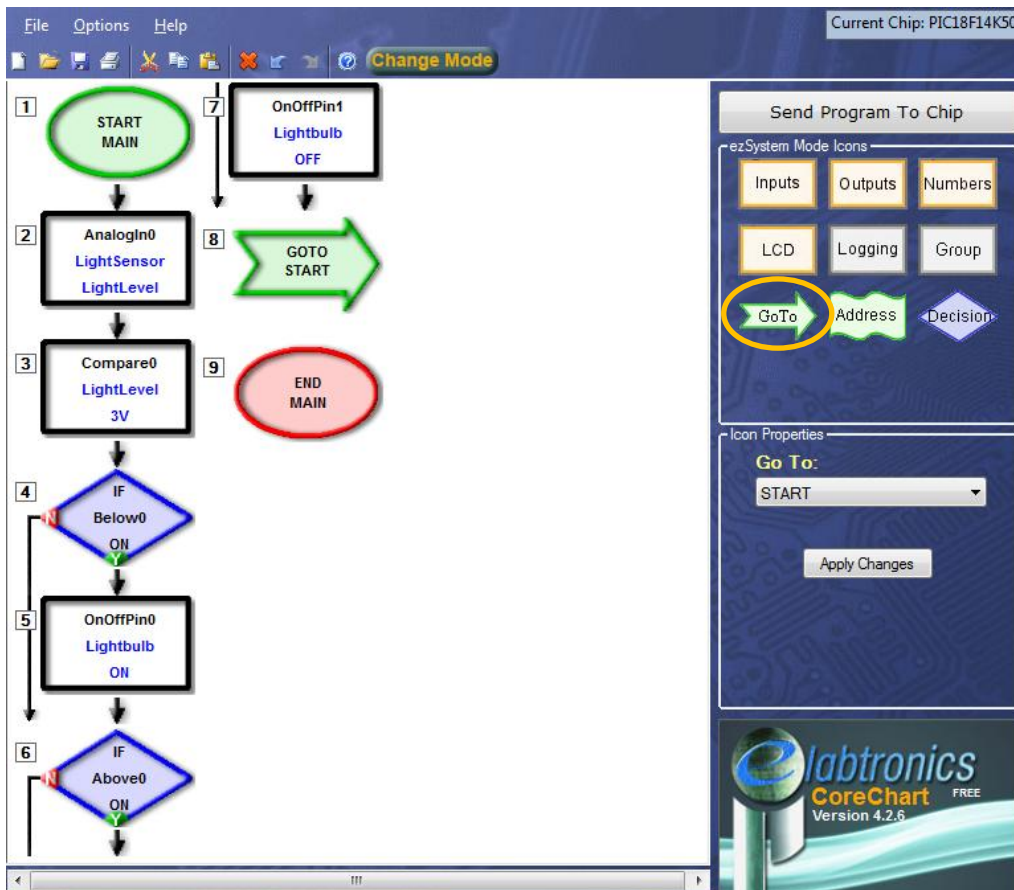 File Options Help
Current Chip: PIC18F14K50
Change Mode
1
START
MAIN
2
AnalogIn0
LightSensor
LightLevel
3
Compare0
LightLevel
3V
4
IF
Below0
ON
N
Y
5
OnOffPin0
Lightbulb
ON
6
IF
Above0
ON
N
Y
7
OnOffPin1
Lightbulb
OFF
8
GOTO
START
9
END
MAIN
Send Program To Chip
ezSystem Mode Icons
Inputs Outputs Numbers
LCD Logging Group
GoTo Address Decision
Icon Properties
Go To:
START
Apply Changes
elabtronics
CoreChart FREE
Version 4.2.6